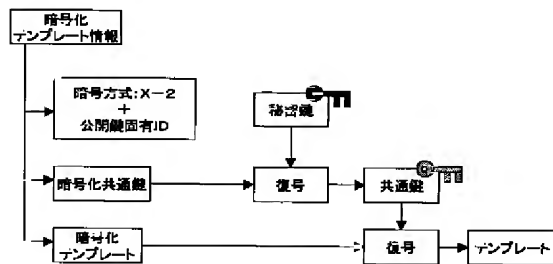 暗号化
テンプレート情報
暗号方式:X－2
＋
公開鍵固有ID
秘密鍵
暗号化共通鍵
復号
共通鍵
暗号化
テンプレート
復号
テンプレート